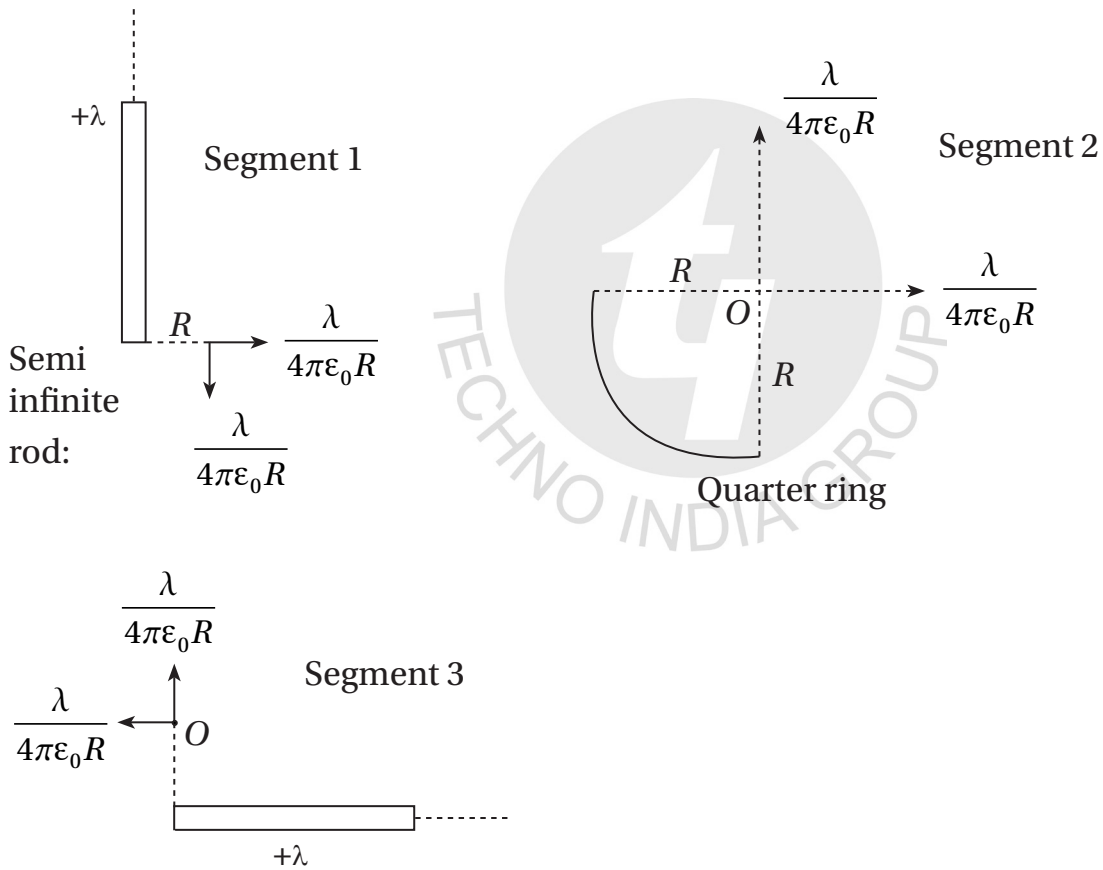 +λ
Segment 1
R
λ
4πε₀R
λ
4πε₀R
Semi
infinite
rod:
λ
4πε₀R
Segment 2
λ
4πε₀R
R
O
R
Quarter ring
TECHNO INDIA GROUP
λ
4πε₀R
Segment 3
λ
4πε₀R
O
+λ